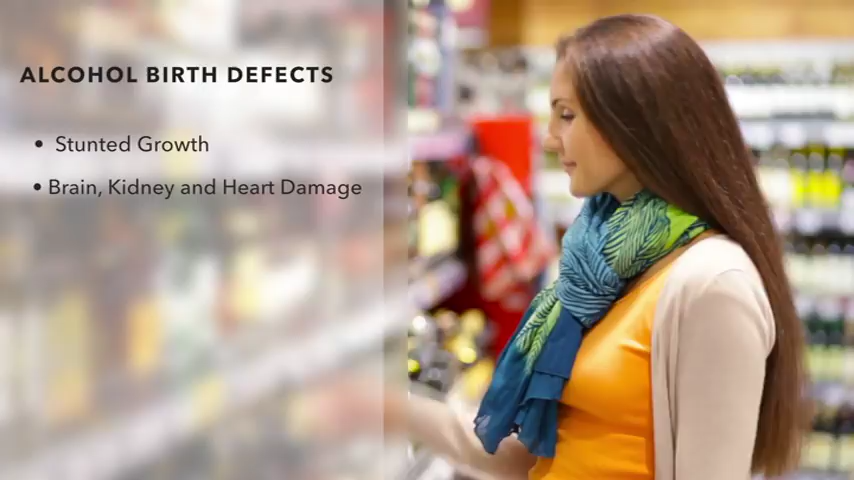 ALCOHOL BIRTH DEFECTS
• Stunted Growth
• Brain, Kidney and Heart Damage